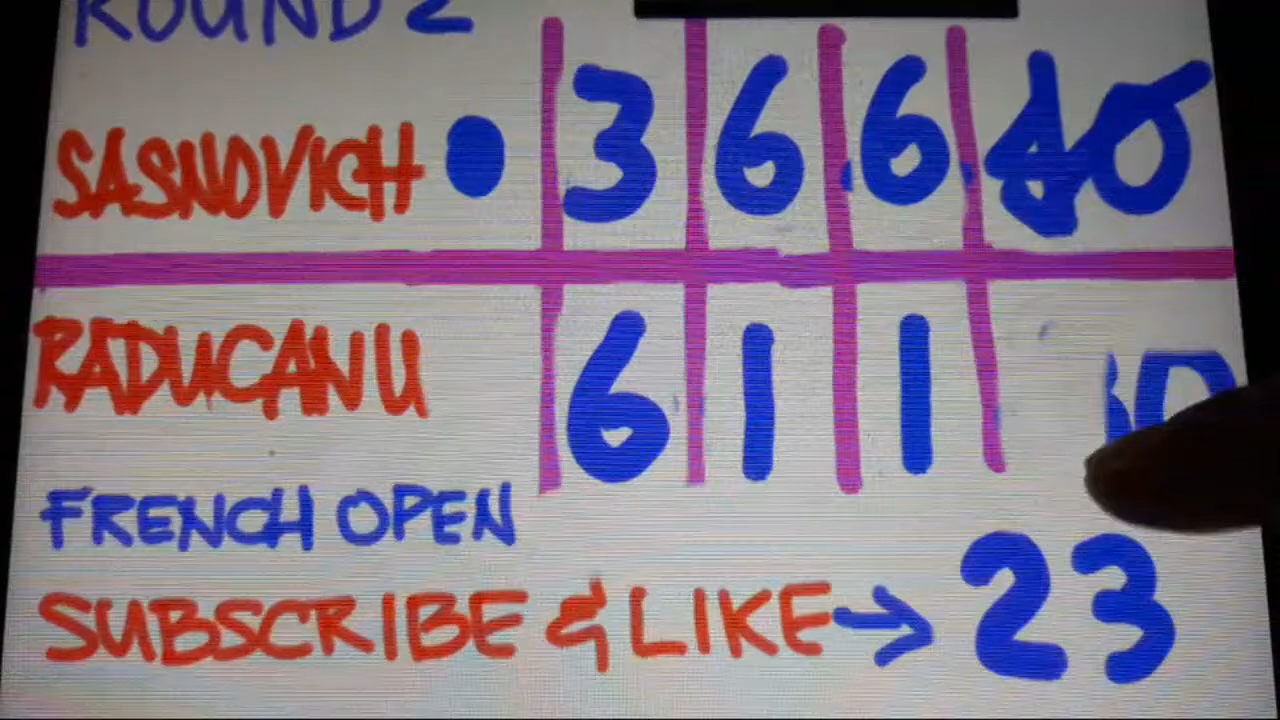 ROUND 2
SASNOVICH 3 6 6 40
RADUCANU 6 1 1
FRENCH OPEN
SUBSCRIBE & LIKE → 23